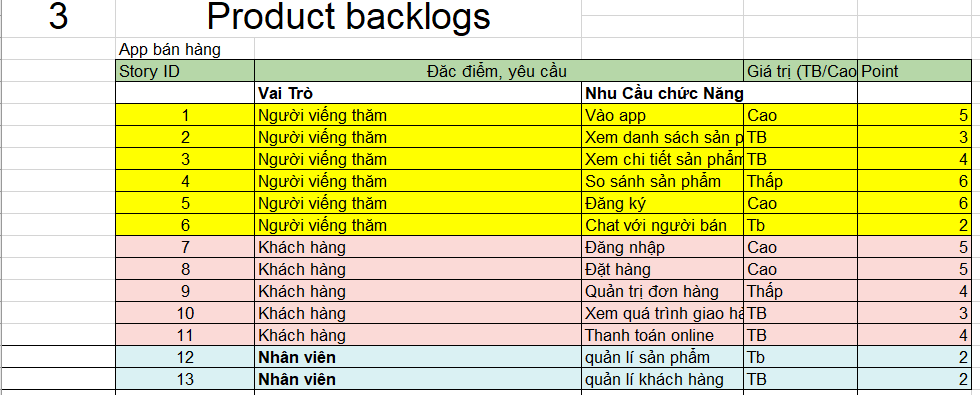 3 Product backlogs
App bán hàng
Story ID Đăc điểm, yêu cầu Giá trị (TB/Cao Point
Vai Trò Nhu Cầu chức Năng
1 Người viếng thăm Vào app Cao 5
2 Người viếng thăm Xem danh sách sản p TB 3
3 Người viếng thăm Xem chi tiết sản phẩm TB 4
4 Người viếng thăm So sánh sản phẩm Thấp 6
5 Người viếng thăm Đăng ký Cao 6
6 Người viếng thăm Chat với người bán Tb 2
7 Khách hàng Đăng nhập Cao 5
8 Khách hàng Đặt hàng Cao 5
9 Khách hàng Quản trị đơn hàng Thấp 4
10 Khách hàng Xem quá trình giao hà TB 3
11 Khách hàng Thanh toán online TB 4
12 Nhân viên quản lí sản phẩm Tb 2
13 Nhân viên quản lí khách hàng TB 2